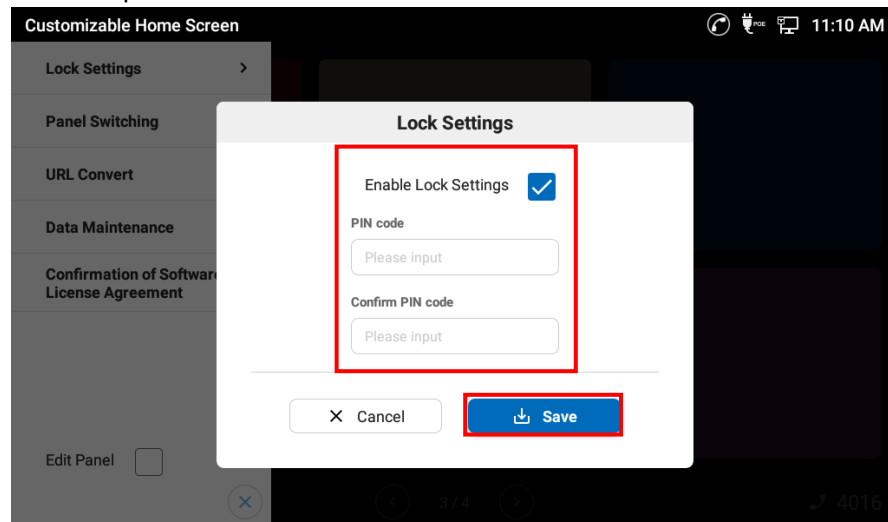 Customizable Home Screen
POE
11:10 AM
Lock Settings
Panel Switching
URL Convert
Data Maintenance
Confirmation of Software
License Agreement
Edit Panel
Lock Settings
Enable Lock Settings
PIN code
Please input
Confirm PIN code
Please input
Cancel
Save
3/4
4016